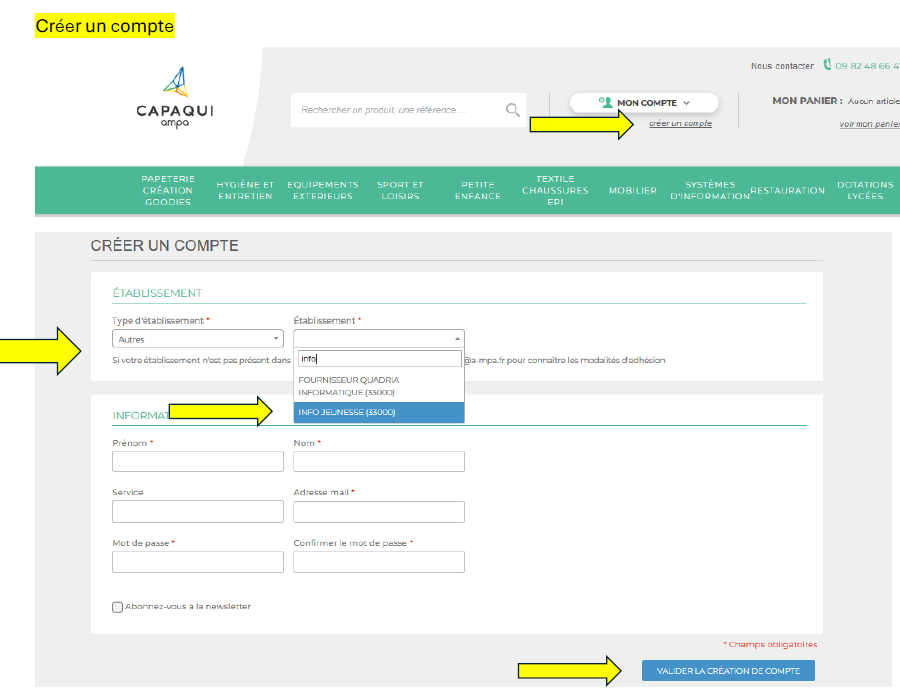 Créer un compte
Nous contacter 09 82 48 66 4
CAPAQUI
ampa
Rechercher un produit, une référence ...
MON COMPTE
créer un compte
MON PANIER : Aucun article
voir mon panier
PAPETERIE CRÉATION GOODIES
HYGIÈNE ET ENTRETIEN
EQUIPEMENTS EXTERIEURS
SPORT ET LOISIRS
PETITE ENFANCE
TEXTILE CHAUSSURES EPI
MOBILIER
SYSTÈMES D'INFORMATION
RESTAURATION
DOTATIONS LYCÉES
CRÉER UN COMPTE
ÉTABLISSEMENT
Type d'établissement * Établissement *
Autres
info
Si votre établissement n'est pas présent dans @a-mpa.fr pour connaître les modalités d'adhésion
FOURNISSEUR QUADRIA
INFORMATIQUE (33000)
INFO JEUNESSE (33000)
INFORMAT
Prénom * Nom *
Service Adresse mail *
Mot de passe * Confirmer le mot de passe *
Abonnez-vous à la newsletter
* Champs obligatoires
VALIDER LA CRÉATION DE COMPTE